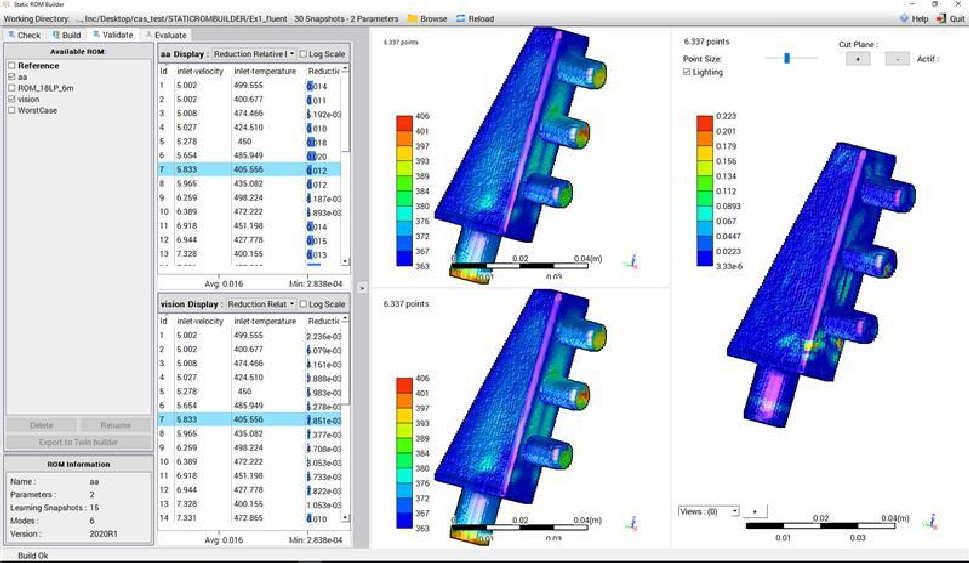 Static ROM Builder
Working Directory: ..., Inc/Desktop/cas_test/STATICROMBUILDER/Ex1_fluent 30 Snapshots - 2 Parameters Browse Reload Help Quit
Check Build Validate Evaluate
Available ROM:
Reference
aa
ROM_18LP_6m
vision
WorstCase
Delete Rename
Export to Twin builder
ROM Information
Name : aa
Parameters : 2
Learning Snapshots : 15
Modes : 6
Version : 2020R1
Build Ok
aa Display : Reduction Relative Log Scale
Id inlet-velocity inlet-temperature Reductic
1 5.002 499.555 0.014
2 5.002 400.677 0.011
3 5.008 474.466 5.192e-03
4 5.027 424.510 0.010
5 5.278 450 0.018
6 5.654 485.949 0.020
7 5.833 405.556 0.012
8 5.965 435.082 0.012
9 6.259 498.224 8.187e-03
10 6.389 472.222 5.893e-03
11 6.918 451.198 0.014
12 6.944 427.778 0.015
13 7.328 400.155 0.013
Avg: 0.016 Min: 2.838e-04
vision Display : Reduction Relat Log Scale
Id inlet-velocity inlet-temperature Reductic
1 5.002 499.555 2.236e-03
2 5.002 400.677 6.079e-03
3 5.008 474.466 4.161e-03
4 5.027 424.510 3.888e-03
5 5.278 450 5.983e-03
6 5.654 485.949 5.278e-03
7 5.833 405.556 7.851e-03
8 5.965 435.082 7.377e-03
9 6.259 498.224 8.708e-03
10 6.389 472.222 3.053e-03
11 6.918 451.198 5.733e-03
12 6.944 427.778 7.822e-03
13 7.328 400.155 1.053e-03
14 7.331 472.865 0.010
Avg: 0.016 Min: 2.838e-04
>
6.337 points
406
401
397
393
389
384
380
376
372
367
363
0 0.02 0.04(m)
0.01 0.03
6.337 points
406
401
397
393
389
384
380
376
372
367
363
0 0.02 0.04(m)
0.01 0.03
6.337 points
Point Size:
Lighting
Cut Plane :
+ - Actif :
0.223
0.201
0.179
0.156
0.134
0.112
0.0893
0.067
0.0447
0.0223
3.33e-6
Views : (0) +
0 0.02 0.04(m)
0.01 0.03